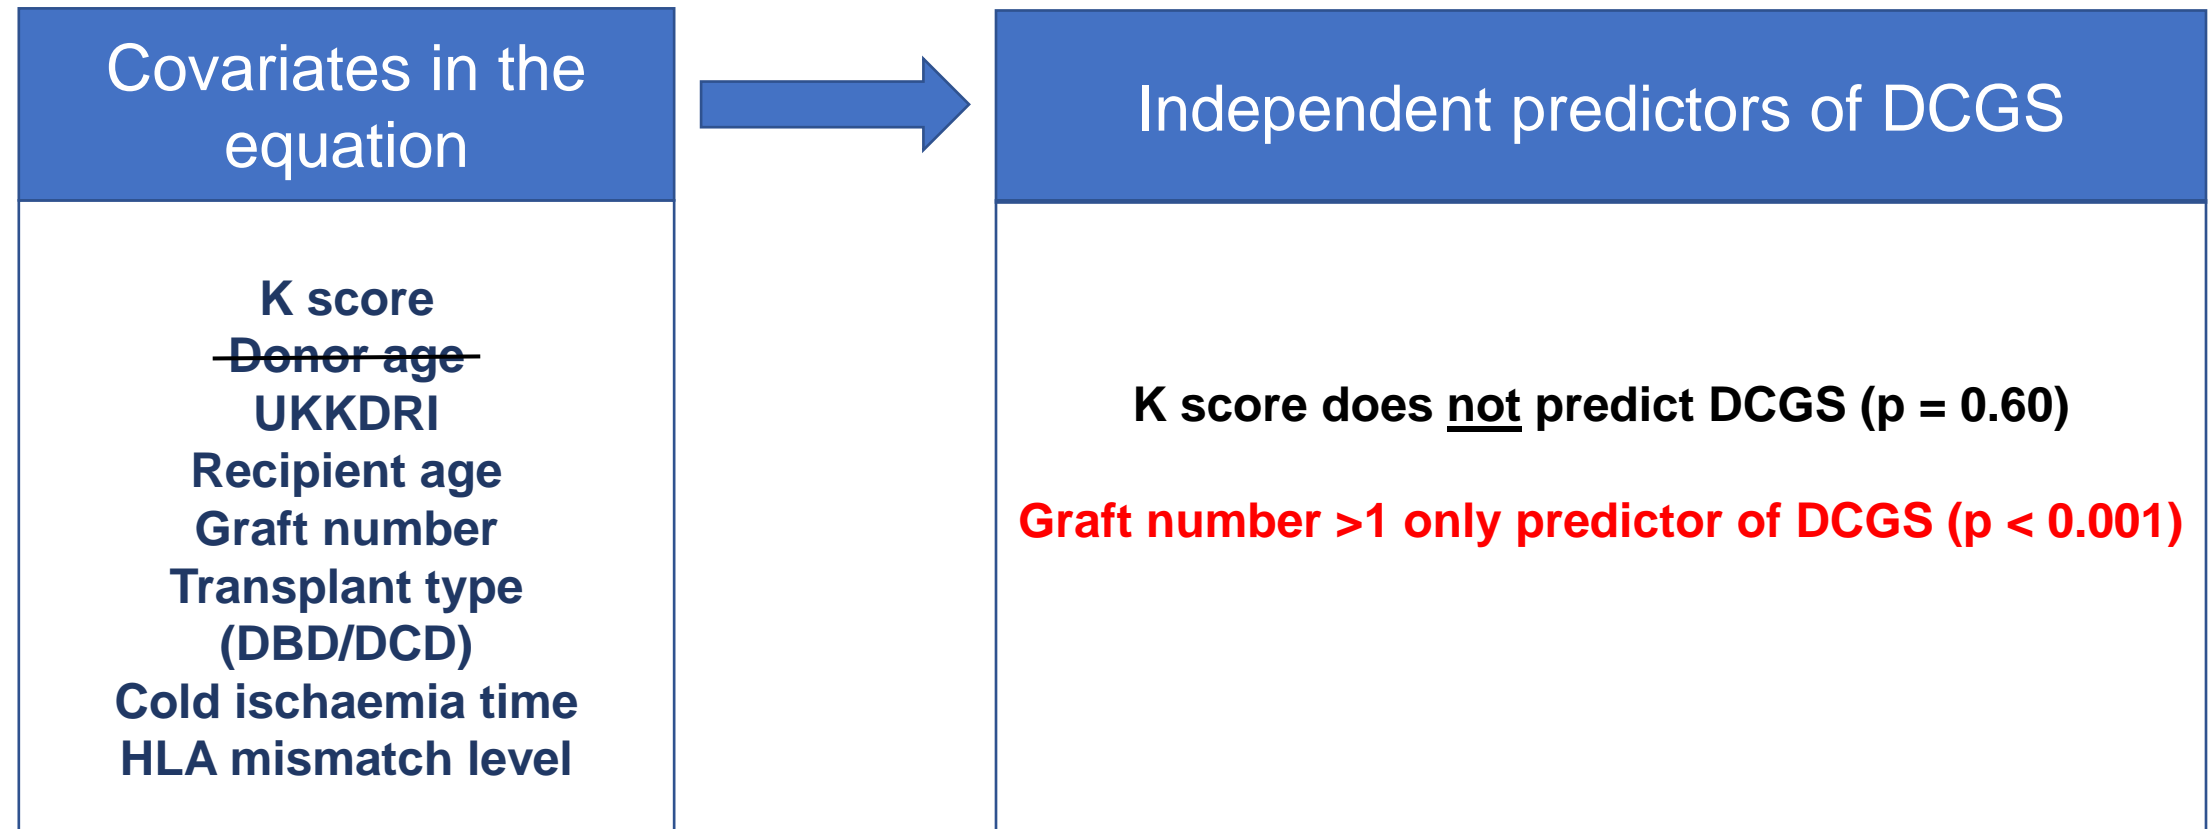 Covariates in the
equation
K score
Donor age
UKKDRI
Recipient age
Graft number
Transplant type
(DBD/DCD)
Cold ischaemia time
HLA mismatch level
Independent predictors of DCGS
K score does not predict DCGS (p = 0.60)
Graft number >1 only predictor of DCGS (p < 0.001)